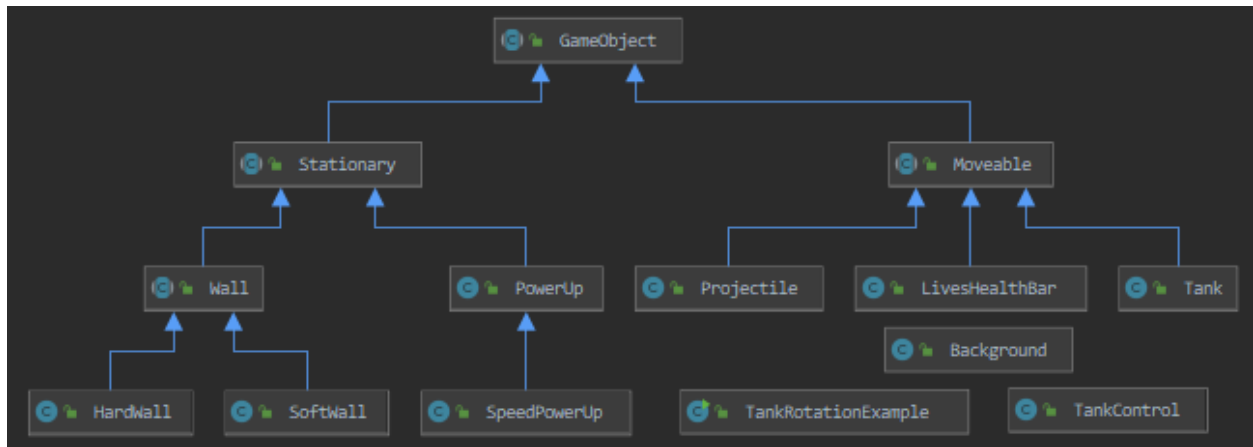 GameObject
Stationary
Moveable
Wall
PowerUp
Projectile
LivesHealthBar
Tank
Background
HardWall
SoftWall
SpeedPowerUp
TankRotationExample
TankControl